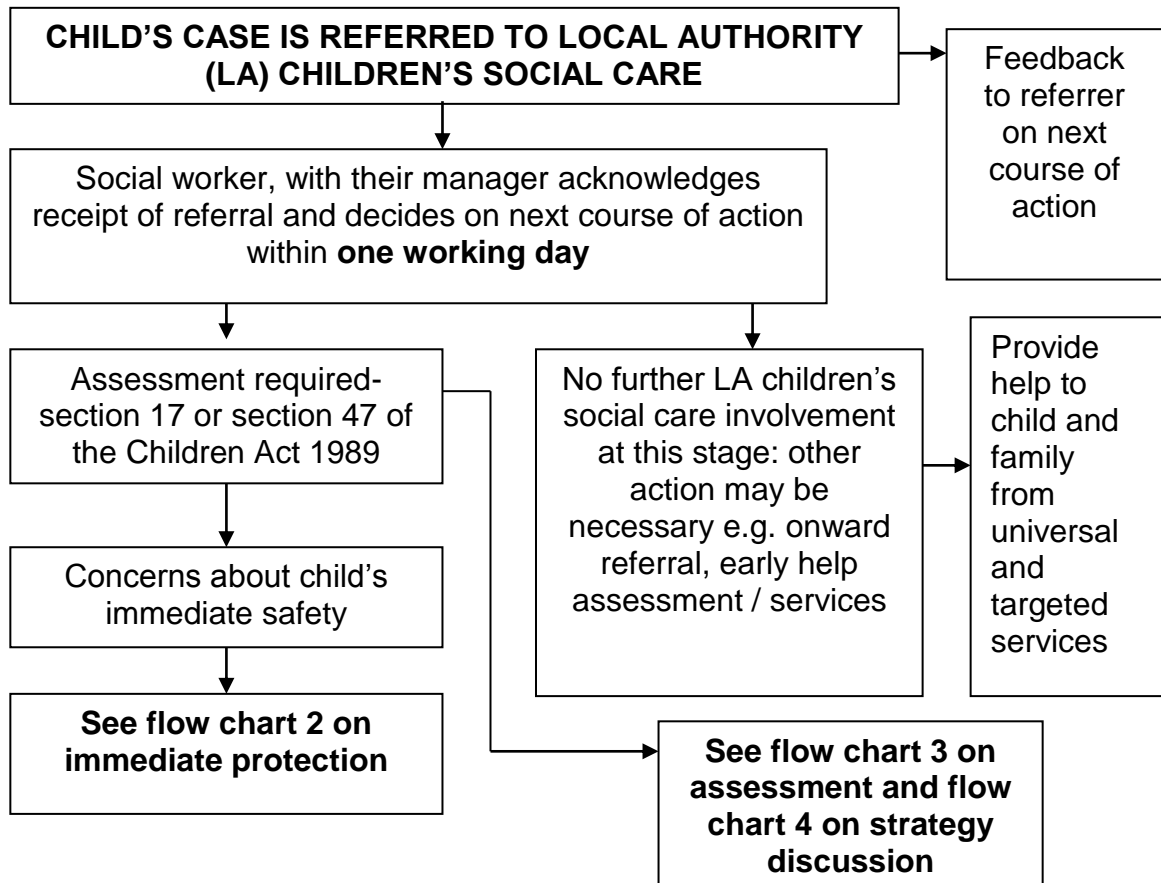 CHILD’S CASE IS REFERRED TO LOCAL AUTHORITY
(LA) CHILDREN’S SOCIAL CARE
Feedback
to referrer
on next
course of
action
Social worker, with their manager acknowledges
receipt of referral and decides on next course of action
within one working day
Assessment required-
section 17 or section 47 of
the Children Act 1989
No further LA children’s
social care involvement
at this stage: other
action may be
necessary e.g. onward
referral, early help
assessment / services
Provide
help to
child and
family
from
universal
and
targeted
services
Concerns about child’s
immediate safety
See flow chart 2 on
immediate protection
See flow chart 3 on
assessment and flow
chart 4 on strategy
discussion